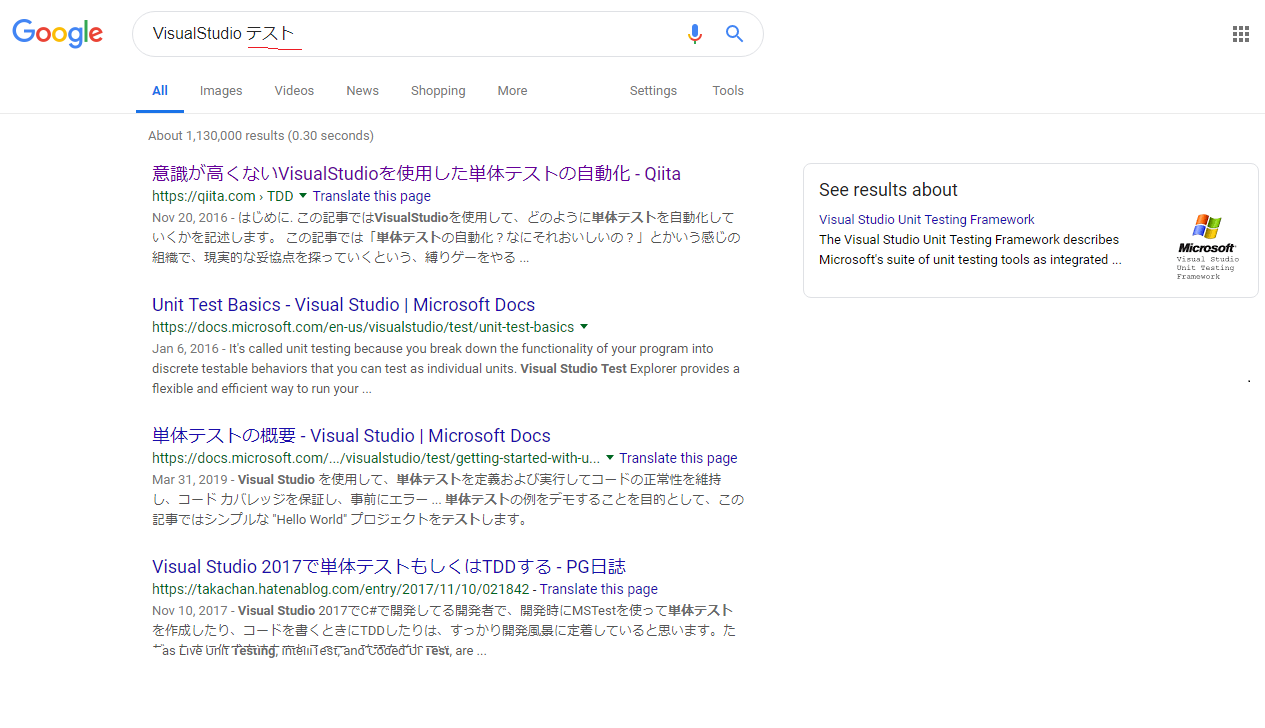 Google
VisualStudio テスト
All Images Videos News Shopping More Settings Tools
About 1,130,000 results (0.30 seconds)
意識が高くないVisualStudioを使用した単体テストの自動化 - Qiita
https://qiita.com › TDD Translate this page
Nov 20, 2016 - はじめに. この記事ではVisualStudioを使用して、どのように単体テストを自動化して
いくかを記述します。 この記事では「単体テストの自動化？なにそれおいしいの？」とかいう感じの
組織で、現実的な妥協点を探っていくという、縛りゲーをやる ...
Unit Test Basics - Visual Studio | Microsoft Docs
https://docs.microsoft.com/en-us/visualstudio/test/unit-test-basics
Jan 6, 2016 - It's called unit testing because you break down the functionality of your program into
discrete testable behaviors that you can test as individual units. Visual Studio Test Explorer provides a
flexible and efficient way to run your ...
単体テストの概要 - Visual Studio | Microsoft Docs
https://docs.microsoft.com/.../visualstudio/test/getting-started-with-u... Translate this page
Mar 31, 2019 - Visual Studio を使用して、単体テストを定義および実行してコードの正常性を維持
し、コード カバレッジを保証し、事前にエラー ... 単体テストの例をデモすることを目的として、この
記事ではシンプルな "Hello World" プロジェクトをテストします。
Visual Studio 2017で単体テストもしくはTDDする - PG日誌
https://takachan.hatenablog.com/entry/2017/11/10/021842 - Translate this page
Nov 10, 2017 - Visual Studio 2017でC#で開発してる開発者で、開発時にMSTestを使って単体テスト
を作成したり、コードを書くときにTDDしたりは、すっかり開発風景に定着していると思います。た
as Live Unit Testing, IntelliTest, and Coded UI Test, are ...
See results about
Visual Studio Unit Testing Framework
The Visual Studio Unit Testing Framework describes
Microsoft's suite of unit testing tools as integrated ...
Microsoft
Visual Studio
Unit Testing
Framework